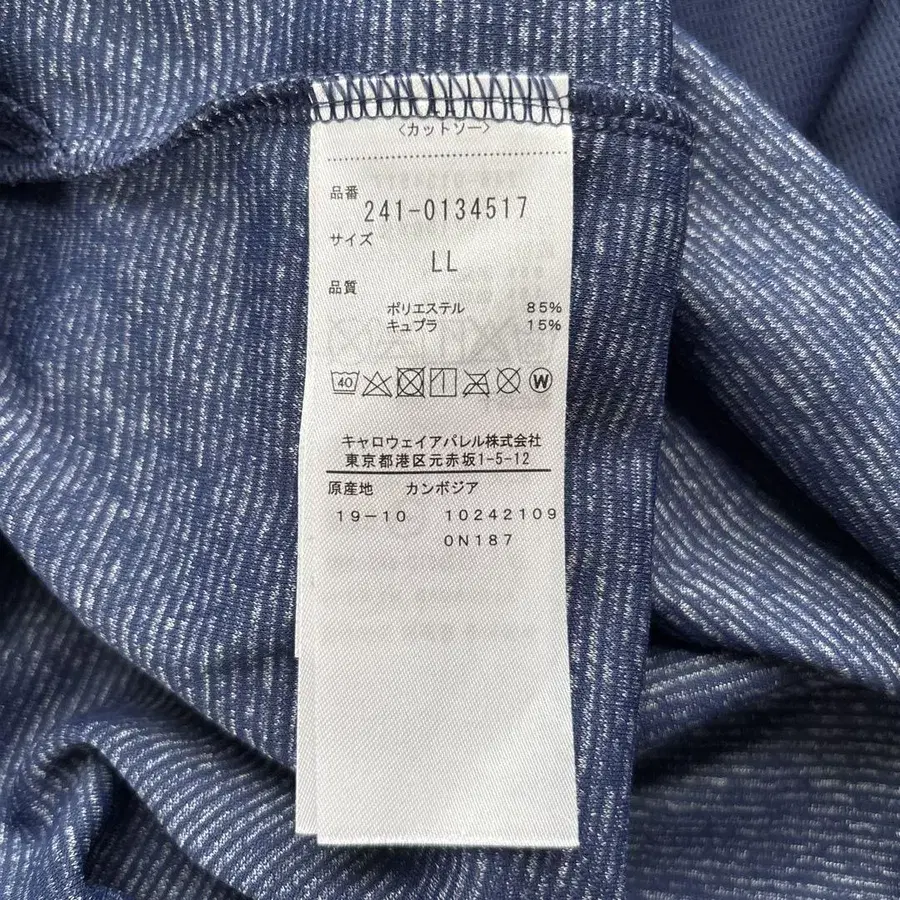 〈カットソー〉
品番
241-0134517
サイズ
LL
品質
ポリエステル 85%
キュプラ 15%
40 W
キャロウェイアパレル株式会社
東京都港区元赤坂1-5-12
原産地 カンボジア
19-10 10242109
0N187